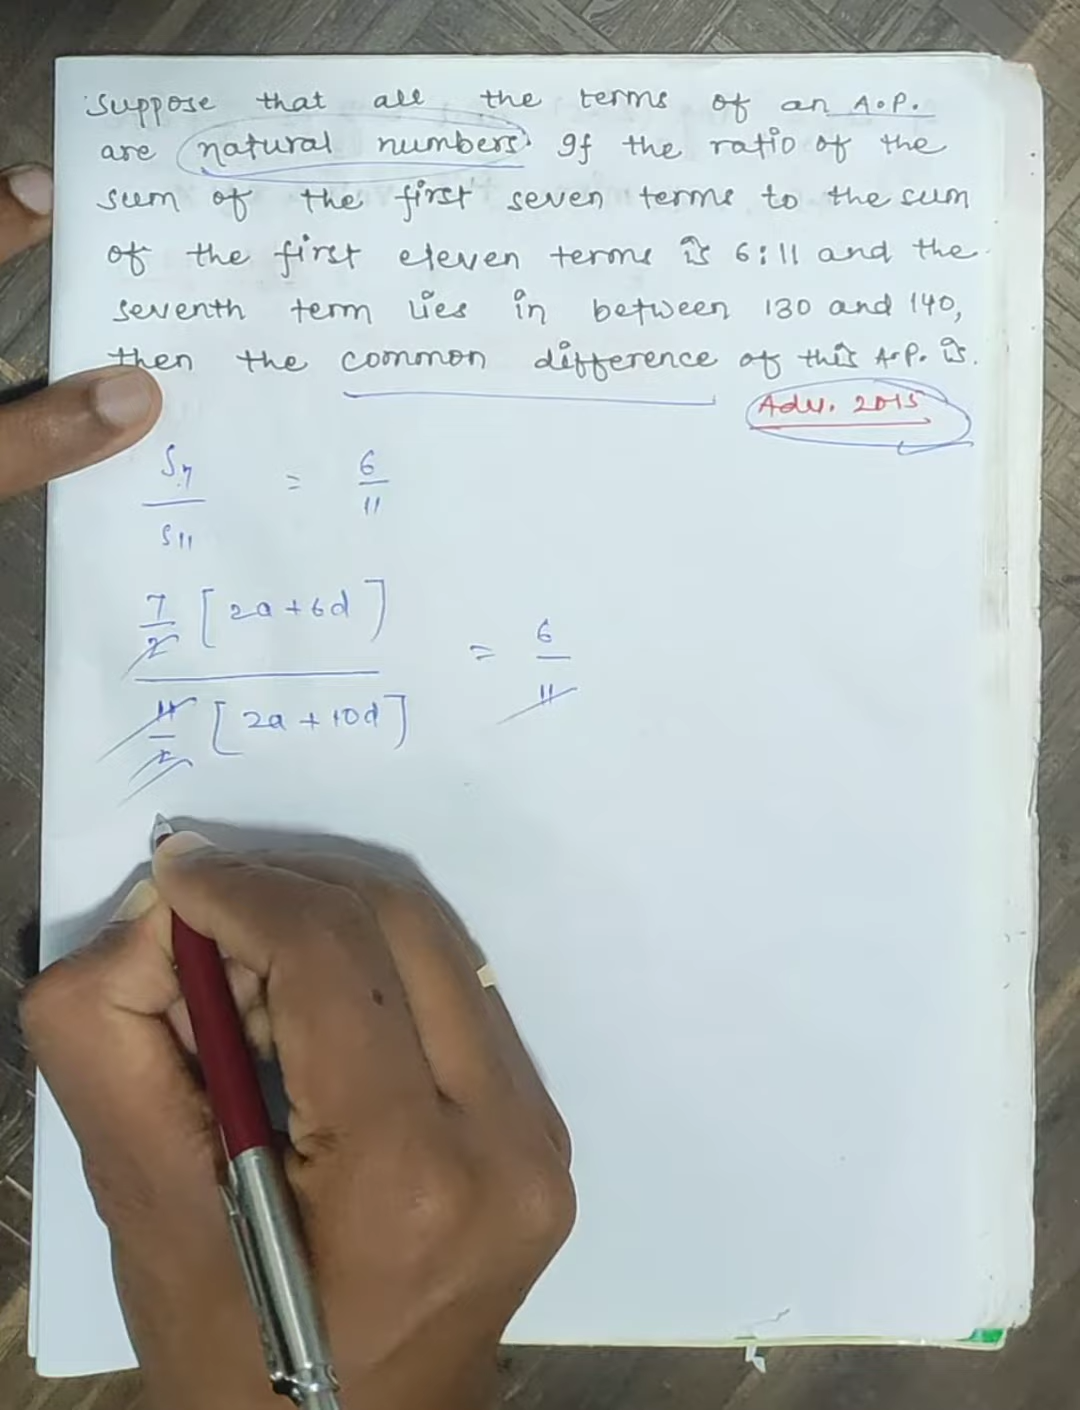 Suppose that all the terms of an A.P.
are natural numbers. If the ratio of the
sum of the first seven terms to the sum
of the first eleven terms is 6:11 and the
seventh term lies in between 130 and 140,
then the common difference of this A.P. is.
Adv. 2015
S7 / S11 = 6 / 11
7/2 [2a+6d] / 11/2 [2a+10d] = 6 / 11